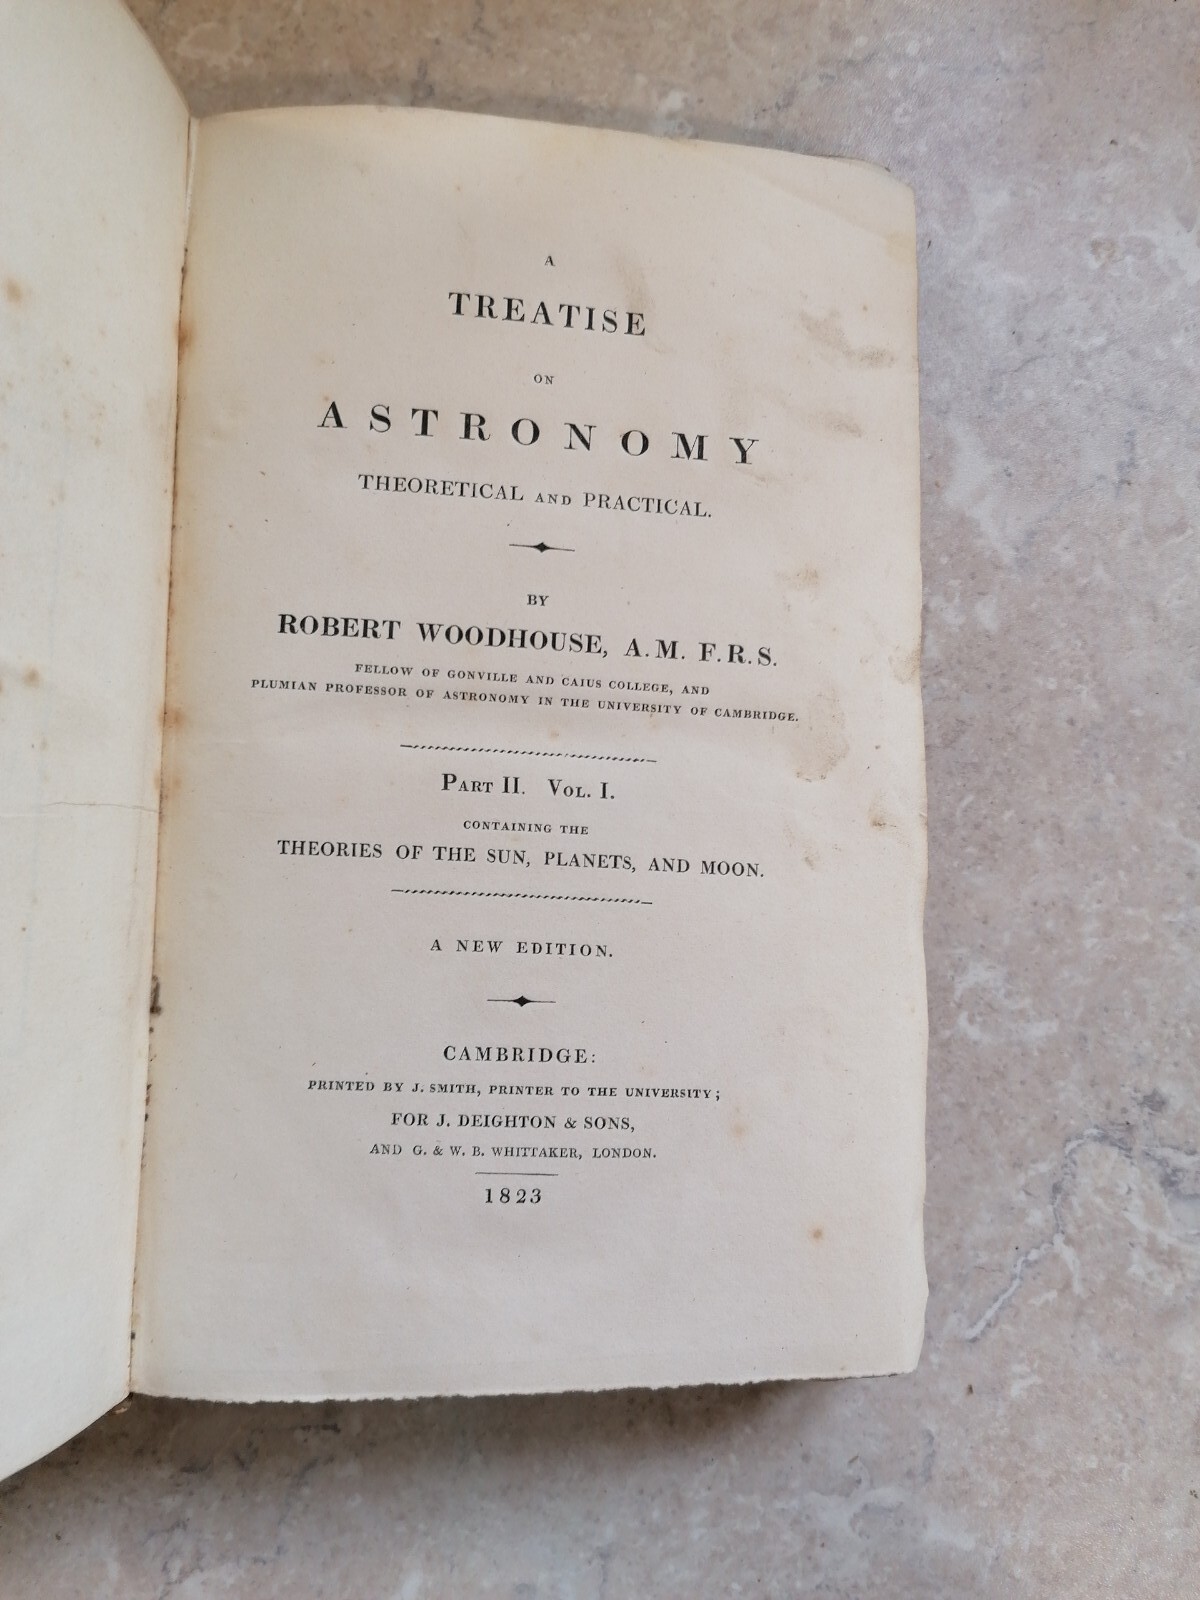 A
TREATISE
ON
ASTRONOMY
THEORETICAL AND PRACTICAL.
BY
ROBERT WOODHOUSE, A.M. F.R.S.
FELLOW OF GONVILLE AND CAIUS COLLEGE, AND
PLUMIAN PROFESSOR OF ASTRONOMY IN THE UNIVERSITY OF CAMBRIDGE.
PART II. VOL. I.
CONTAINING THE
THEORIES OF THE SUN, PLANETS, AND MOON.
A NEW EDITION.
CAMBRIDGE:
PRINTED BY J. SMITH, PRINTER TO THE UNIVERSITY;
FOR J. DEIGHTON & SONS,
AND G. & W. B. WHITTAKER, LONDON.
1823